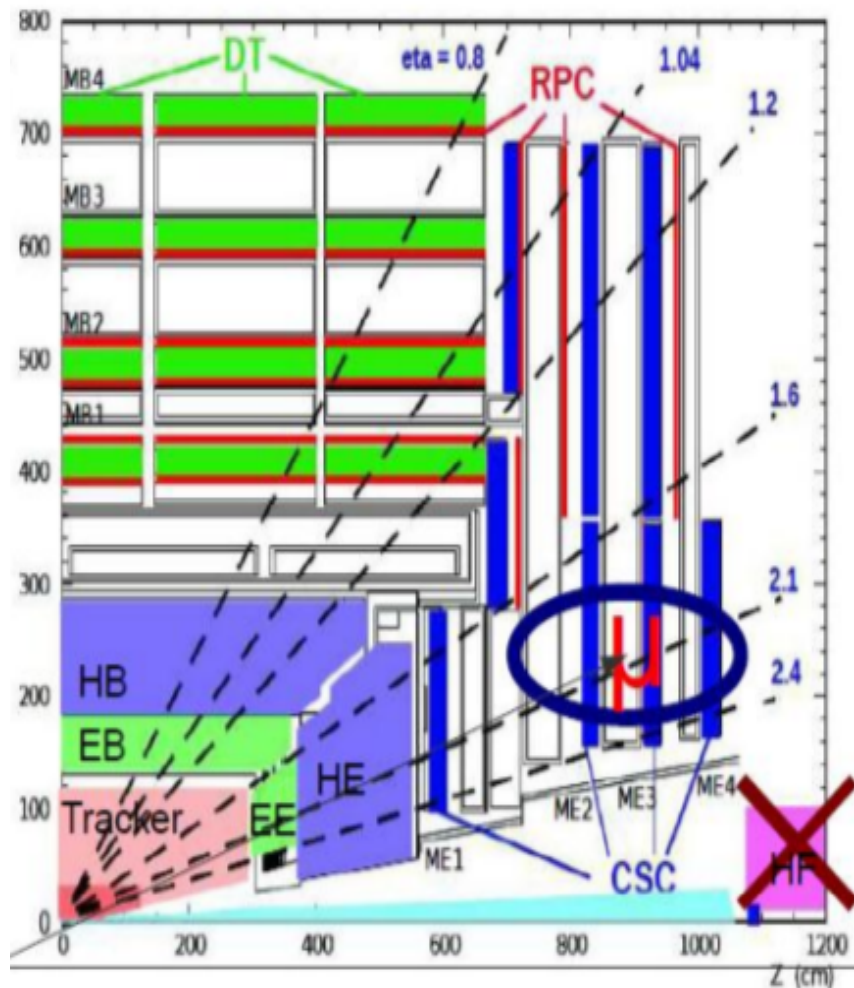 800
DT
eta = 0.8
1.04
MB4
RPC
1.2
700
MB3
600
MB2
500
1.6
MB1
400
300
2.1
μ
HB
2.4
200
EB
HE
100
Tracker
EE
ME4
ME3
ME2
ME1
CSC
HF
0
0
200
400
600
800
1000
1200
Z (cm)